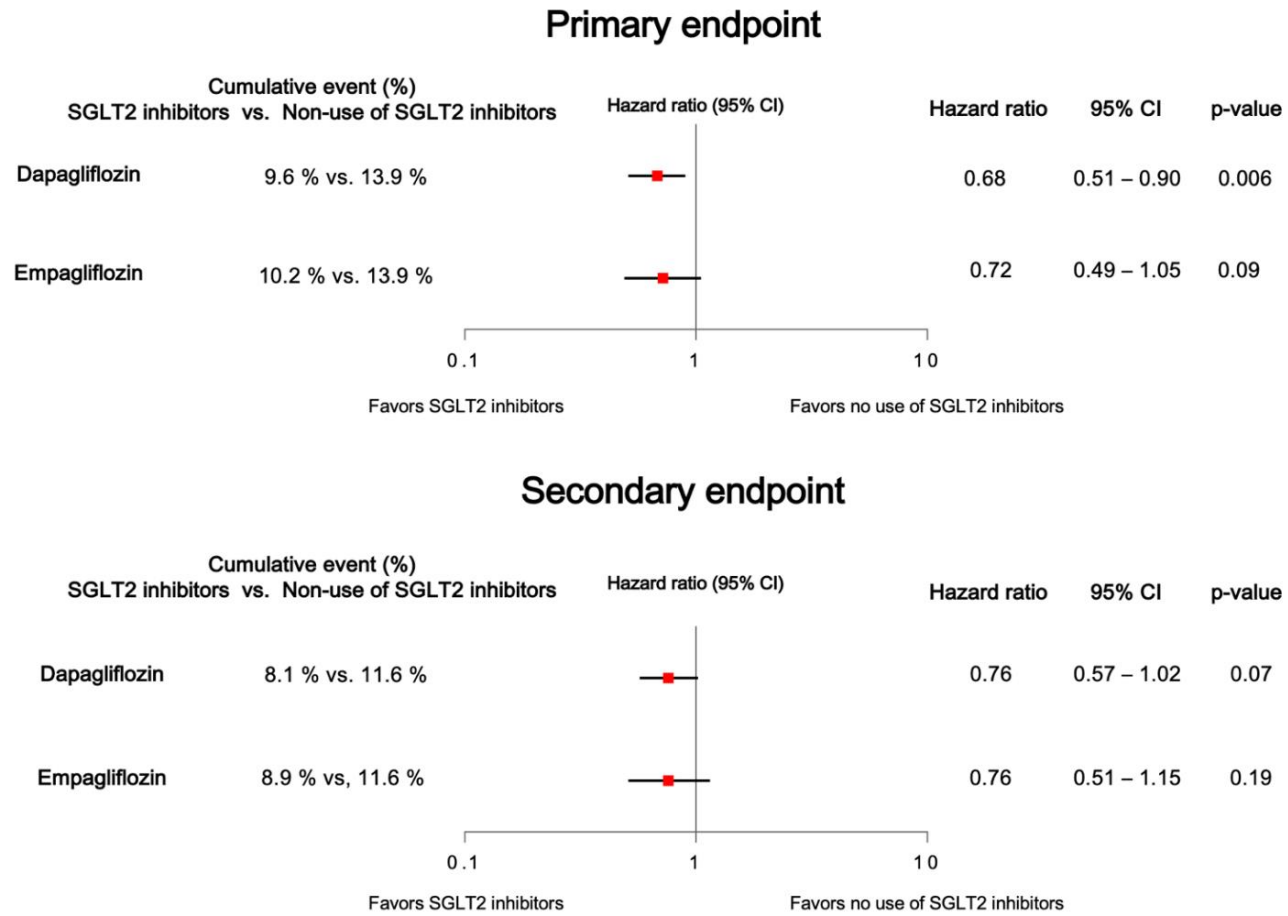 Primary endpoint
Cumulative event (%)
SGLT2 inhibitors vs. Non-use of SGLT2 inhibitors
Hazard ratio (95% CI)
Hazard ratio 95% CI p-value
Dapagliflozin 9.6 % vs. 13.9 % 0.68 0.51 – 0.90 0.006
Empagliflozin 10.2 % vs. 13.9 % 0.72 0.49 – 1.05 0.09
0.1 1 10
Favors SGLT2 inhibitors Favors no use of SGLT2 inhibitors
Secondary endpoint
Cumulative event (%)
SGLT2 inhibitors vs. Non-use of SGLT2 inhibitors
Hazard ratio (95% CI)
Hazard ratio 95% CI p-value
Dapagliflozin 8.1 % vs. 11.6 % 0.76 0.57 – 1.02 0.07
Empagliflozin 8.9 % vs, 11.6 % 0.76 0.51 – 1.15 0.19
0.1 1 10
Favors SGLT2 inhibitors Favors no use of SGLT2 inhibitors